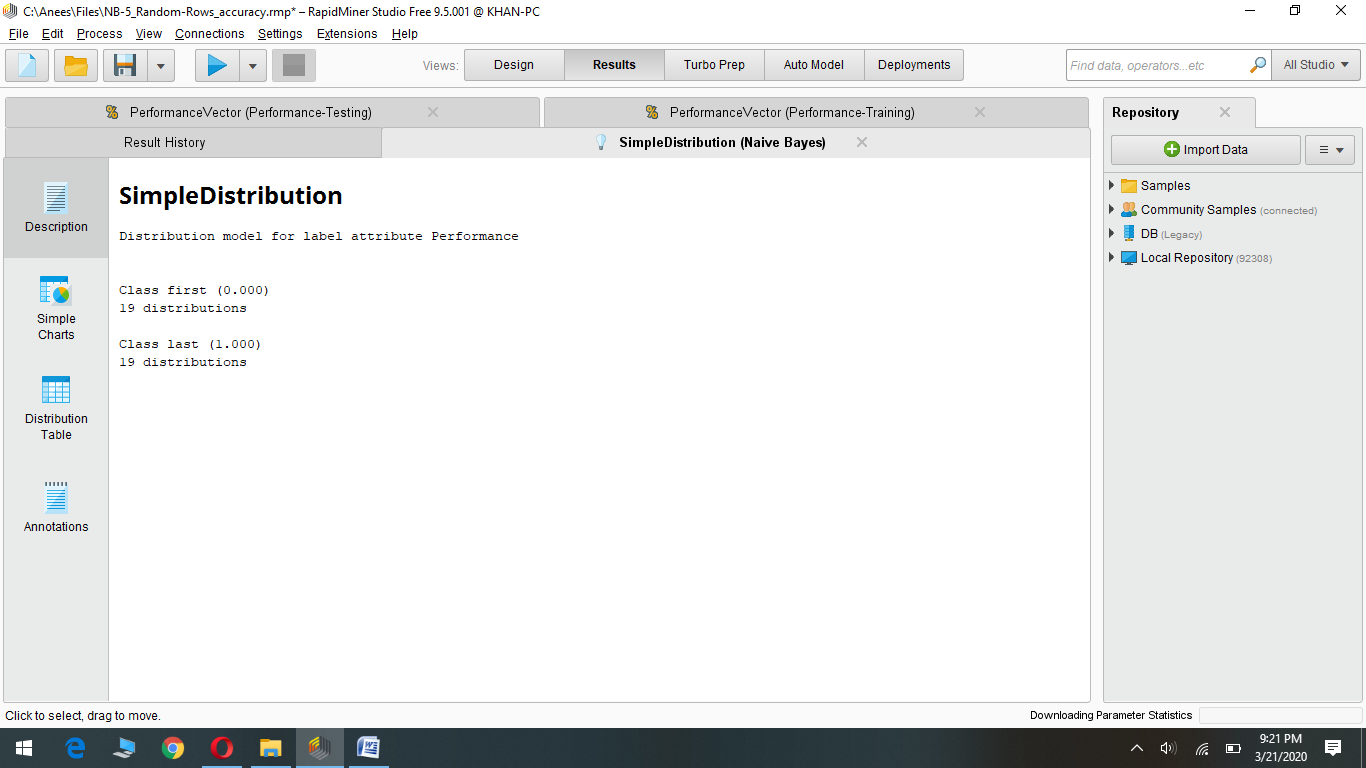 C:\Anees\Files\NB-5_Random-Rows_accuracy.rmp* – RapidMiner Studio Free 9.5.001 @ KHAN-PC
File Edit Process View Connections Settings Extensions Help
Views: Design Results Turbo Prep Auto Model Deployments Find data, operators...etc All Studio
PerformanceVector (Performance-Testing) PerformanceVector (Performance-Training)
Result History SimpleDistribution (Naive Bayes)
Description
Simple
Charts
Distribution
Table
Annotations
SimpleDistribution
Distribution model for label attribute Performance
Class first (0.000)
19 distributions
Class last (1.000)
19 distributions
Repository
Import Data
Samples
Community Samples (connected)
DB (Legacy)
Local Repository (92308)
Click to select, drag to move.
Downloading Parameter Statistics
9:21 PM
3/21/2020